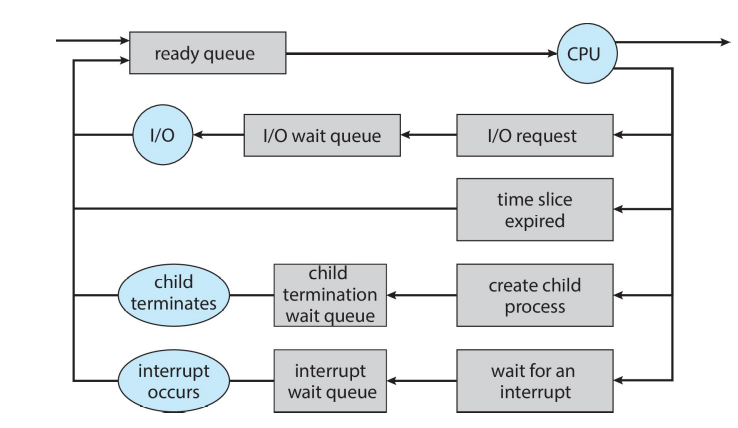 ready queue
CPU
I/O
I/O wait queue
I/O request
time slice
expired
child
terminates
child
termination
wait queue
create child
process
interrupt
occurs
interrupt
wait queue
wait for an
interrupt